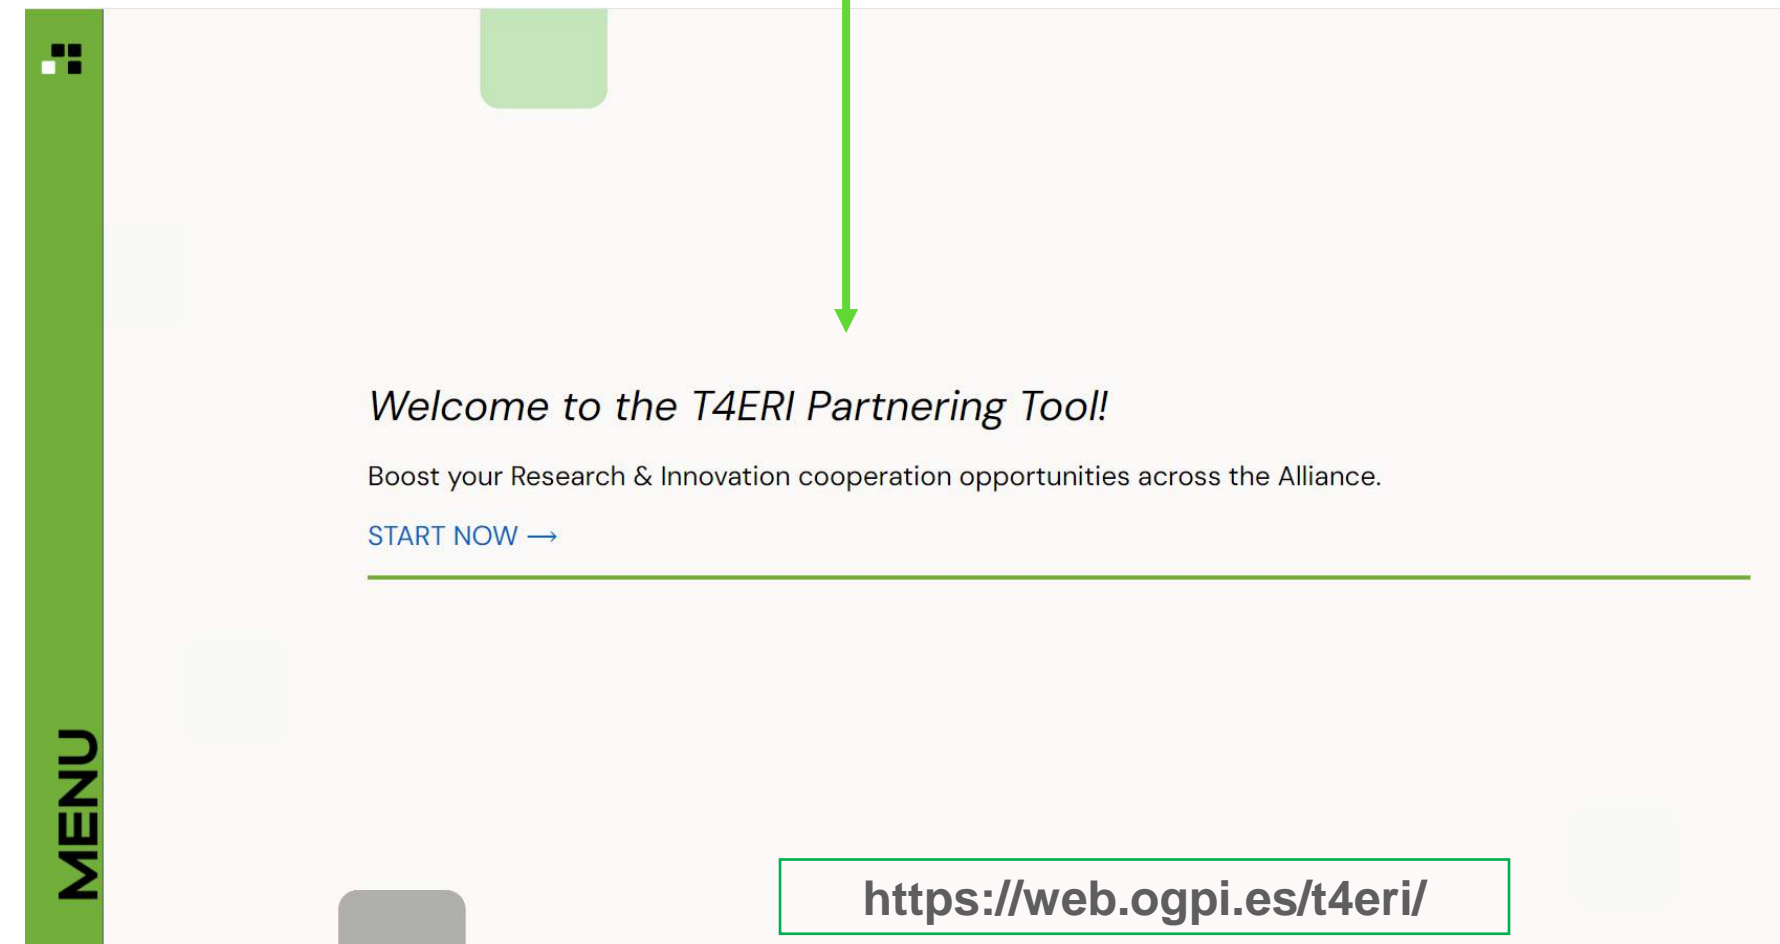 Welcome to the T4ERI Partnering Tool!
Boost your Research & Innovation cooperation opportunities across the Alliance.
START NOW →
MENU
https://web.ogpi.es/t4eri/